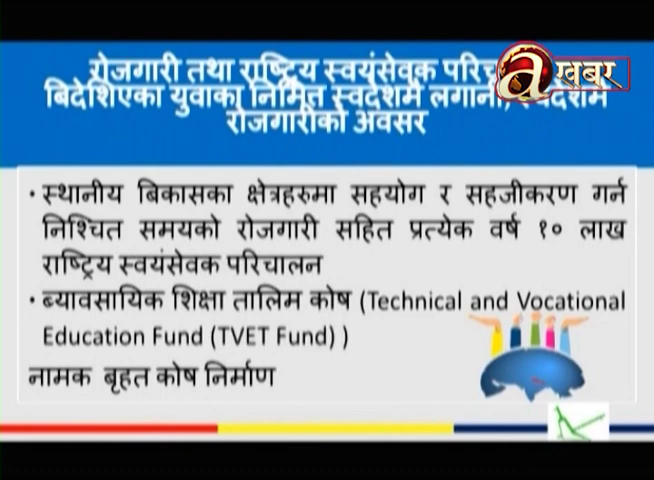 रोजगारी तथा राष्ट्रिय स्वयंसेवक
a खबर
बिदेशिएका युवाका निमित्त स्वदेशमै लगानी, स्वदेशमै
रोजगारीको अवसर
• स्थानीय बिकासका क्षेत्रहरुमा सहयोग र सहजीकरण गर्न
निश्चित समयको रोजगारी सहित प्रत्येक वर्ष १० लाख
राष्ट्रिय स्वयंसेवक परिचालन
• ब्यावसायिक शिक्षा तालिम कोष (Technical and Vocational
Education Fund (TVET Fund) )
नामक बृहत कोष निर्माण